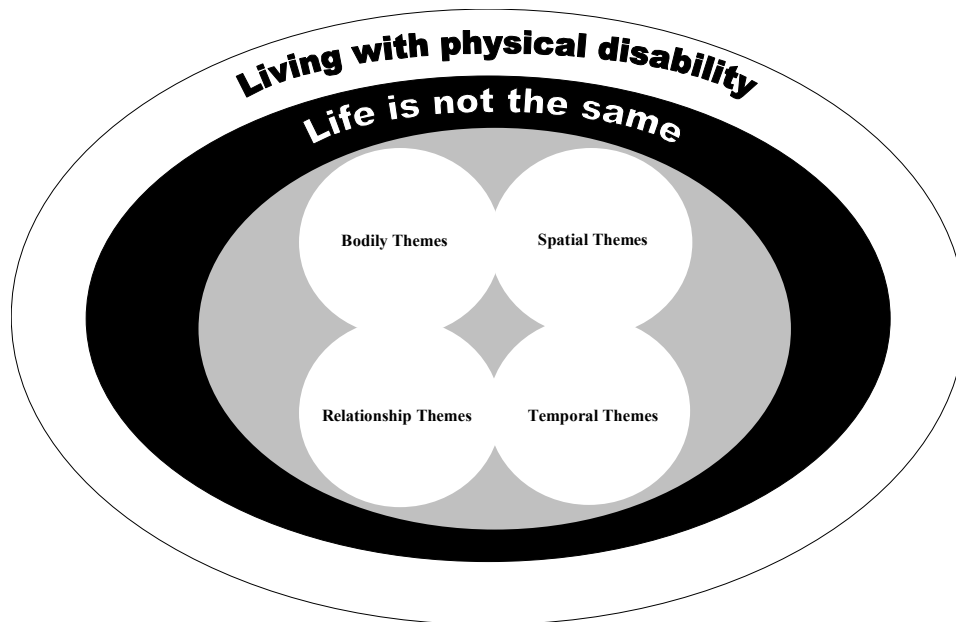 Living with physical disability
Life is not the same
Bodily Themes
Spatial Themes
Relationship Themes
Temporal Themes